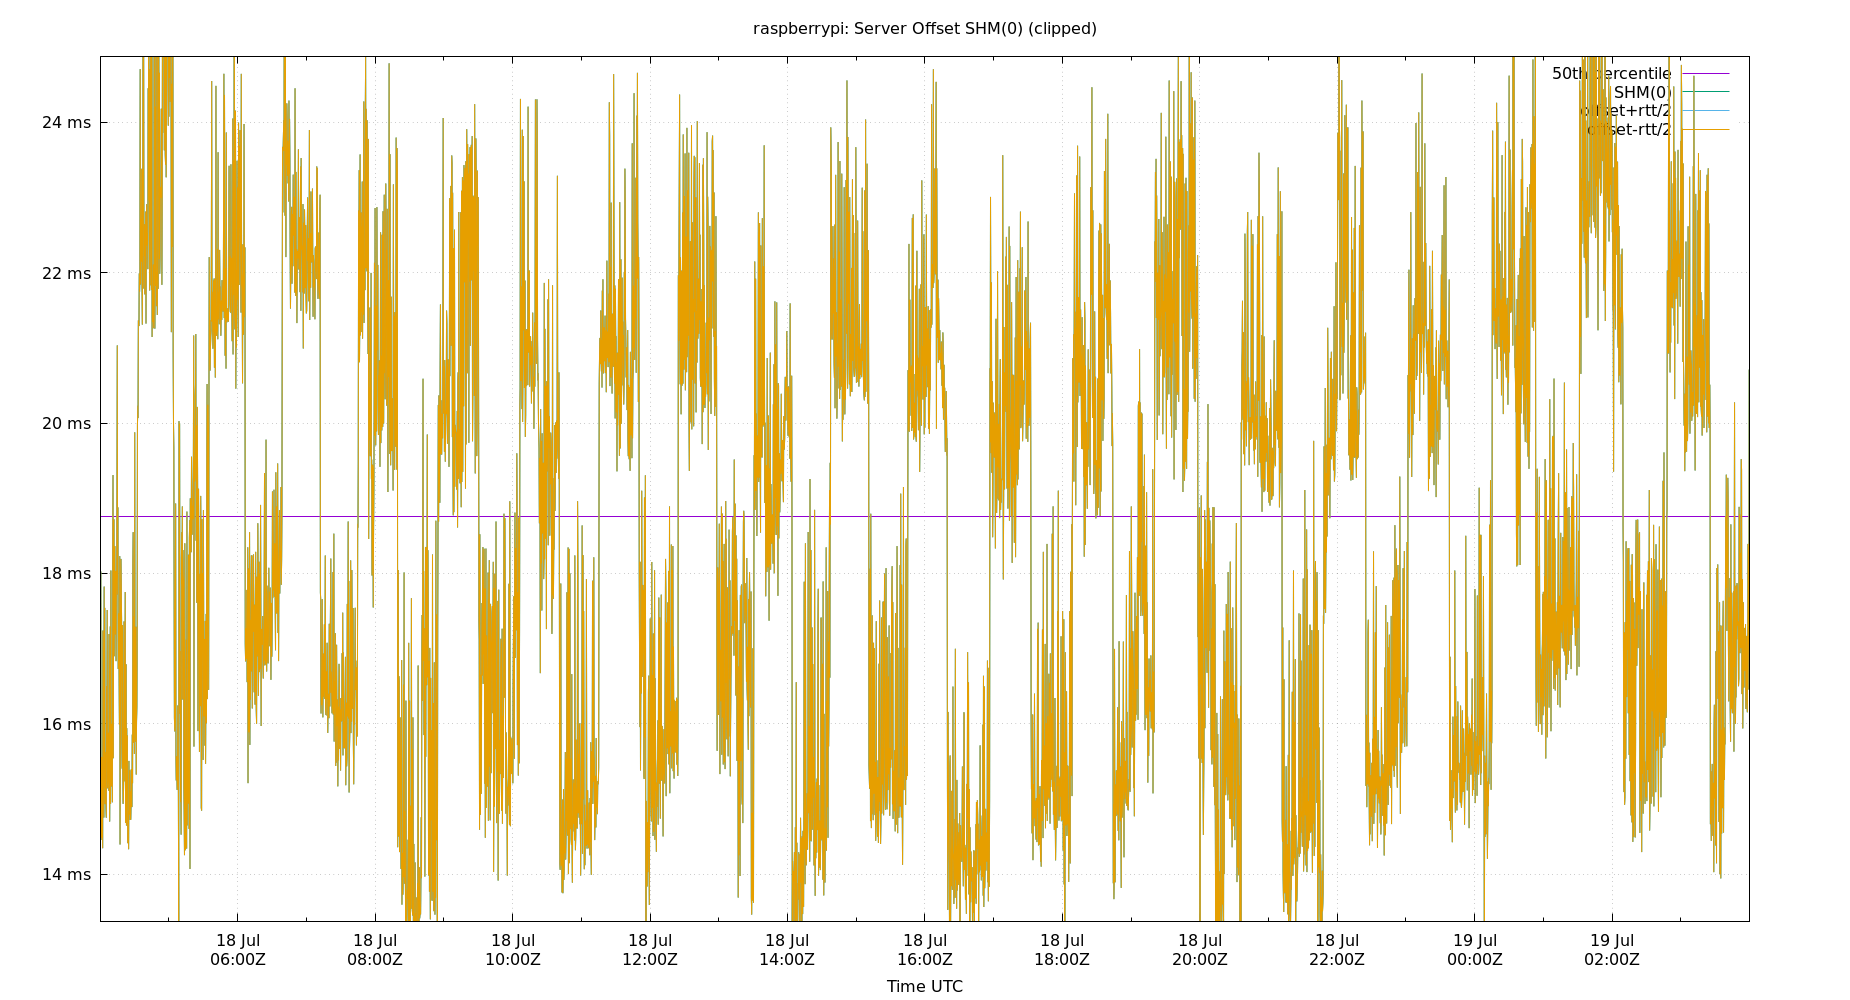 raspberrypi: Server Offset SHM(0) (clipped)
50th percentile
SHM(0)
offset+rtt/2
offset-rtt/2
24 ms
22 ms
20 ms
18 ms
16 ms
14 ms
18 Jul 18 Jul 18 Jul 18 Jul 18 Jul 18 Jul 18 Jul 18 Jul 18 Jul 19 Jul 19 Jul
06:00Z 08:00Z 10:00Z 12:00Z 14:00Z 16:00Z 18:00Z 20:00Z 22:00Z 00:00Z 02:00Z
Time UTC